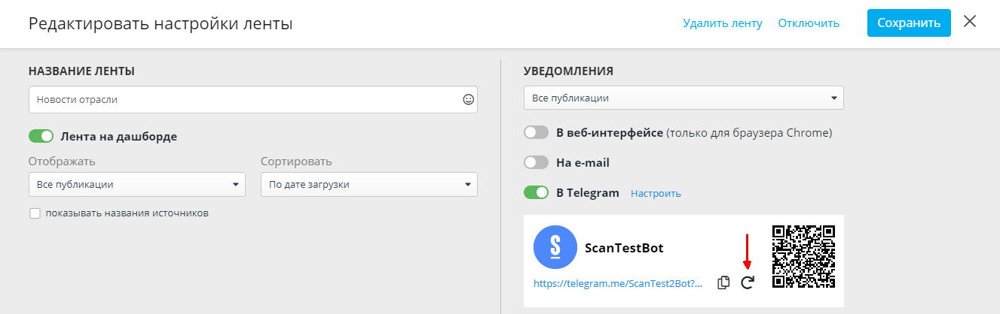 Редактировать настройки ленты
Удалить ленту Отключить Сохранить
НАЗВАНИЕ ЛЕНТЫ
Новости отрасли
Лента на дашборде
Отображать Сортировать
Все публикации По дате загрузки
показывать названия источников
УВЕДОМЛЕНИЯ
Все публикации
В веб-интерфейсе (только для браузера Chrome)
На e-mail
В Telegram Настроить
S
ScanTestBot
https://telegram.me/ScanTest2Bot?...